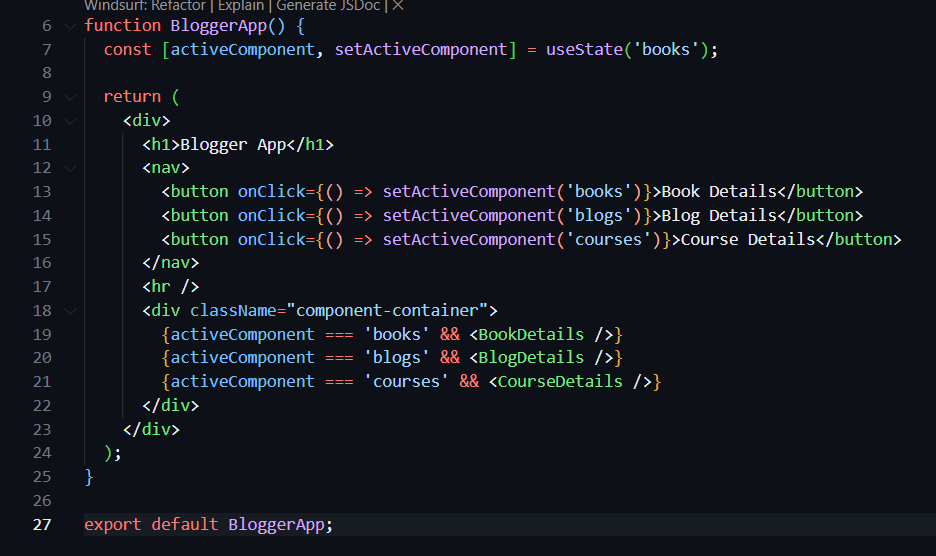 Windsurf: Refactor | Explain | Generate JSDoc | ✕
6 function BloggerApp() {
7   const [activeComponent, setActiveComponent] = useState('books');
8
9   return (
10     <div>
11       <h1>Blogger App</h1>
12       <nav>
13         <button onClick={() => setActiveComponent('books')}>Book Details</button>
14         <button onClick={() => setActiveComponent('blogs')}>Blog Details</button>
15         <button onClick={() => setActiveComponent('courses')}>Course Details</button>
16       </nav>
17       <hr />
18       <div className="component-container">
19         {activeComponent === 'books' && <BookDetails />}
20         {activeComponent === 'blogs' && <BlogDetails />}
21         {activeComponent === 'courses' && <CourseDetails />}
22       </div>
23     </div>
24   );
25 }
26
27 export default BloggerApp;